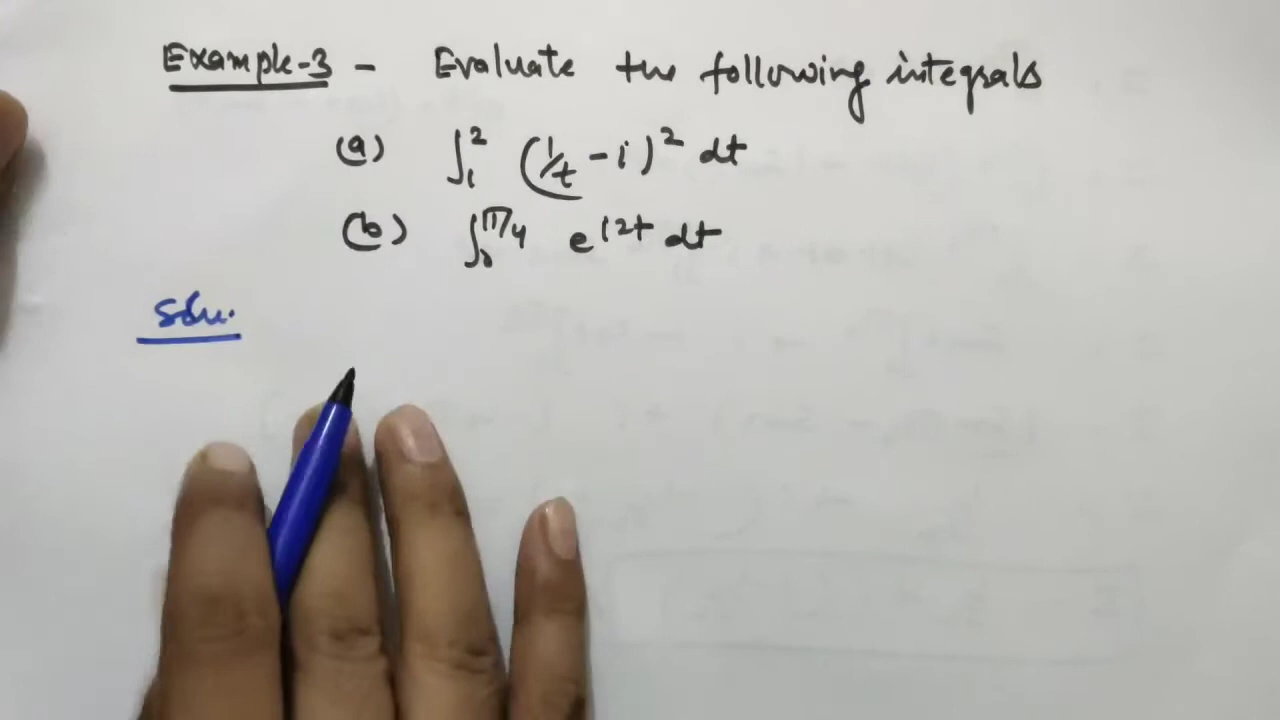 Example-3 - Evaluate the following integrals
(a) ∫₁² (1/t - i)² dt
(b) ∫₀^π/4 e^i2t dt
Soln.